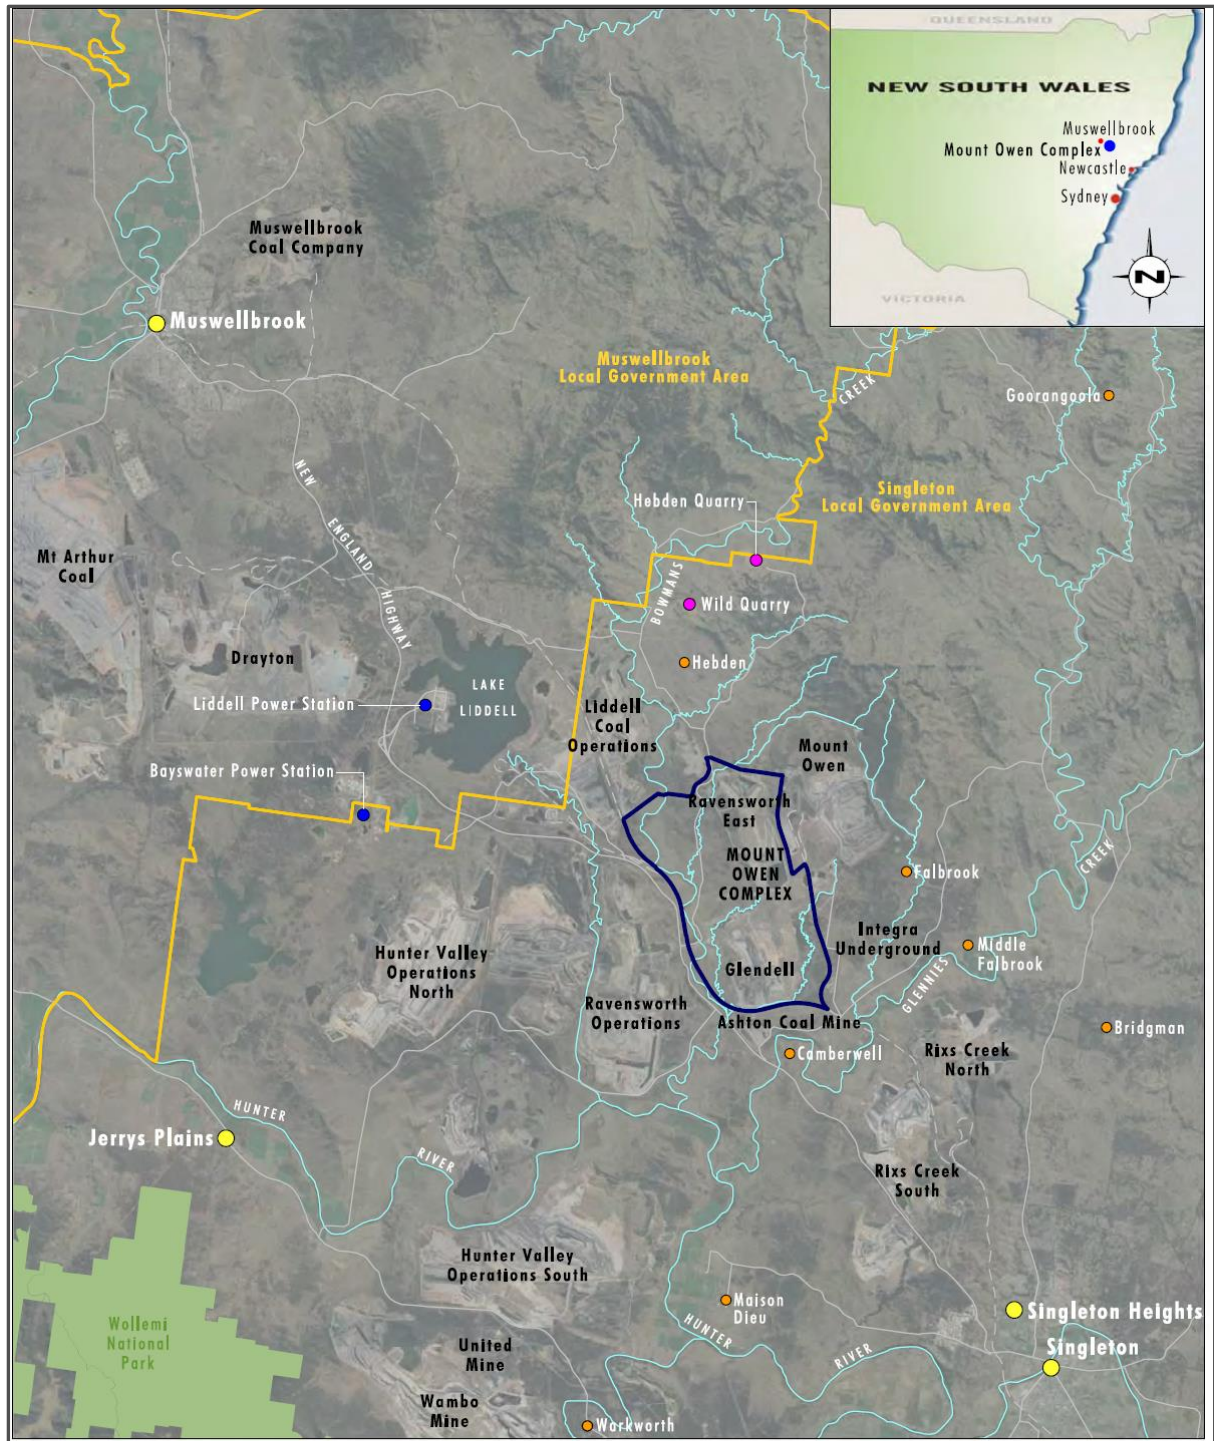 QUEENSLAND
NEW SOUTH WALES
Muswellbrook
Mount Owen Complex
Newcastle
Sydney
N
VICTORIA
Muswellbrook
Coal Company
Muswellbrook
Muswellbrook
Local Government Area
CREEK
Goorangoola
Singleton
Local Government Area
Hebden Quarry
NEW
ENGLAND
HIGHWAY
Mt Arthur
Coal
BOWMANS
Wild Quarry
Drayton
Hebden
Liddell Power Station
LAKE
LIDDELL
Liddell
Coal
Operations
Mount
Owen
Bayswater Power Station
Ravensworth
East
MOUNT
OWEN
COMPLEX
CREEK
Falbrook
Integra
Underground
Middle
Falbrook
Hunter Valley
Operations
North
Glendell
GLENNIES
Ravensworth
Operations
Ashton Coal Mine
Camberwell
Rixs Creek
North
Bridgman
HUNTER
Jerrys Plains
RIVER
Rixs Creek
South
Hunter Valley
Operations South
Maison
Dieu
Singleton Heights
HUNTER
RIVER
Singleton
Wollemi
National
Park
United
Mine
Wambo
Mine
Warkworth